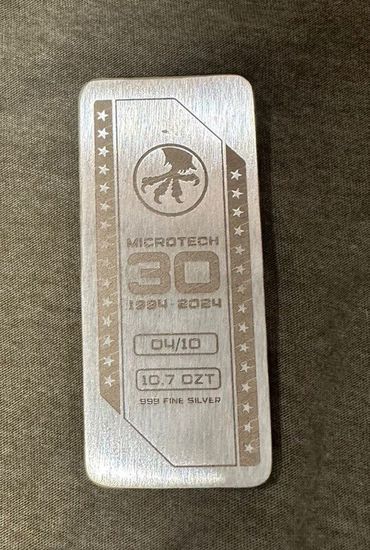 MICROTECH
30
1994-2024
04/10
10.7 OZT
999 FINE SILVER